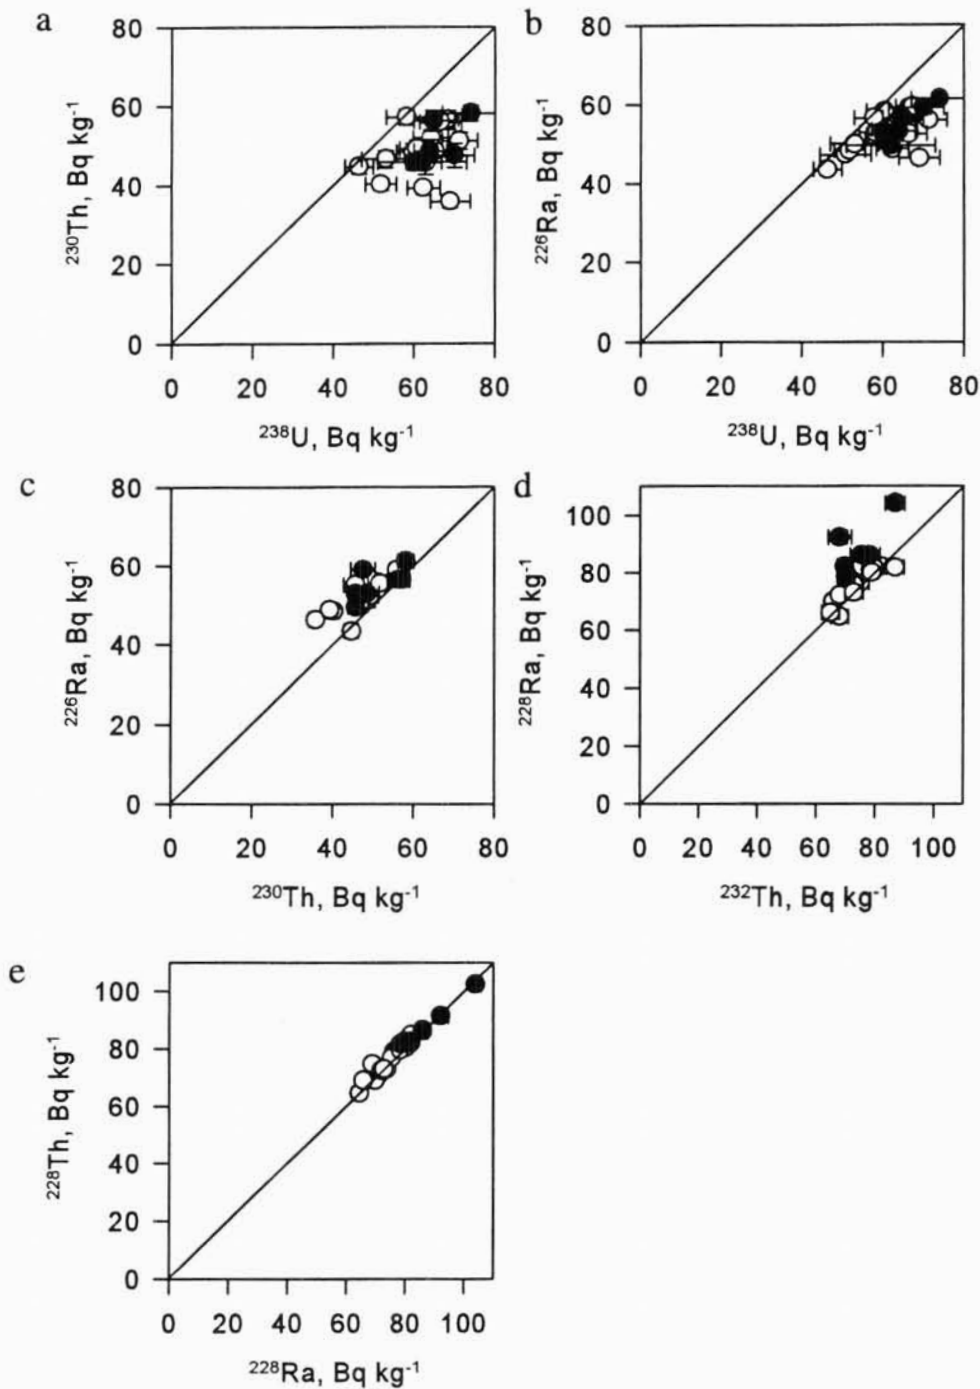 a
80
60
40
20
0
²³⁰Th, Bq kg⁻¹
0 20 40 60 80
²³⁸U, Bq kg⁻¹
b
80
60
40
20
0
²²⁶Ra, Bq kg⁻¹
0 20 40 60 80
²³⁸U, Bq kg⁻¹
c
80
60
40
20
0
²²⁶Ra, Bq kg⁻¹
0 20 40 60 80
²³⁰Th, Bq kg⁻¹
d
100
80
60
40
20
0
²²⁸Ra, Bq kg⁻¹
0 20 40 60 80 100
²³²Th, Bq kg⁻¹
e
100
80
60
40
20
0
²²⁸Th, Bq kg⁻¹
0 20 40 60 80 100
²²⁸Ra, Bq kg⁻¹